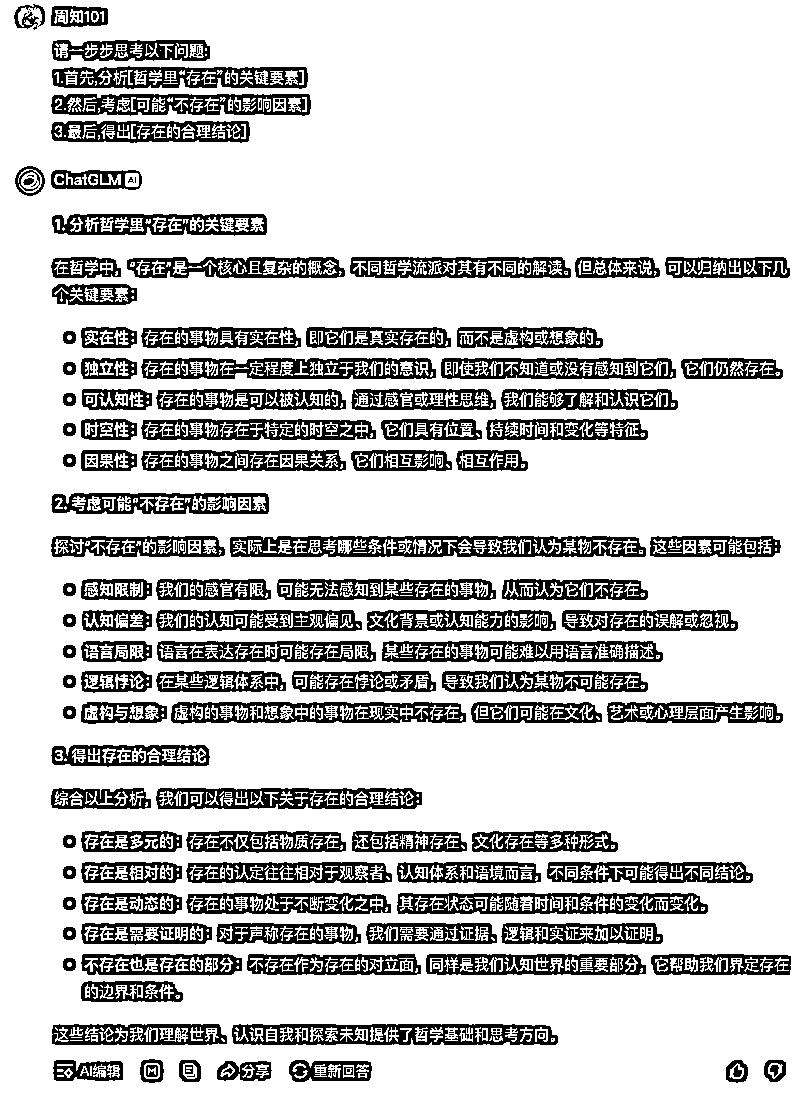 周知101
请一步步思考以下问题:
1.首先,分析[哲学里“存在”的关键要素]
2.然后,考虑[可能“不存在”的影响因素]
3.最后,得出[存在的合理结论]
ChatGLM AI
1. 分析哲学里“存在”的关键要素
在哲学中，“存在”是一个核心且复杂的概念，不同哲学流派对其有不同的解读。但总体来说，可以归纳出以下几
个关键要素：
实在性：存在的事物具有实在性，即它们是真实存在的，而不是虚构或想象的。
独立性：存在的事物在一定程度上独立于我们的意识，即使我们不知道或没有感知到它们，它们仍然存在。
可认知性：存在的事物是可以被认知的，通过感官或理性思维，我们能够了解和认识它们。
时空性：存在的事物存在于特定的时空之中，它们具有位置、持续时间和变化等特征。
因果性：存在的事物之间存在因果关系，它们相互影响、相互作用。
2. 考虑可能“不存在”的影响因素
探讨“不存在”的影响因素，实际上是在思考哪些条件或情况下会导致我们认为某物不存在。这些因素可能包括：
感知限制：我们的感官有限，可能无法感知到某些存在的事物，从而认为它们不存在。
认知偏差：我们的认知可能受到主观偏见、文化背景或认知能力的影响，导致对存在的误解或忽视。
语言局限：语言在表达存在时可能存在局限，某些存在的事物可能难以用语言准确描述。
逻辑悖论：在某些逻辑体系中，可能存在悖论或矛盾，导致我们认为某物不可能存在。
虚构与想象：虚构的事物和想象中的事物在现实中不存在，但它们可能在文化、艺术或心理层面产生影响。
3. 得出存在的合理结论
综合以上分析，我们可以得出以下关于存在的合理结论：
存在是多元的：存在不仅包括物质存在，还包括精神存在、文化存在等多种形式。
存在是相对的：存在的认定往往相对于观察者、认知体系和语境而言，不同条件下可能得出不同结论。
存在是动态的：存在的事物处于不断变化之中，其存在状态可能随着时间和条件的变化而变化。
存在是需要证明的：对于声称存在的事物，我们需要通过证据、逻辑和实证来加以证明。
不存在也是存在的部分：不存在作为存在的对立面，同样是我们认知世界的重要部分，它帮助我们界定存在
的边界和条件。
这些结论为我们理解世界、认识自我和探索未知提供了哲学基础和思考方向。
AI编辑 M 分享 重新回答